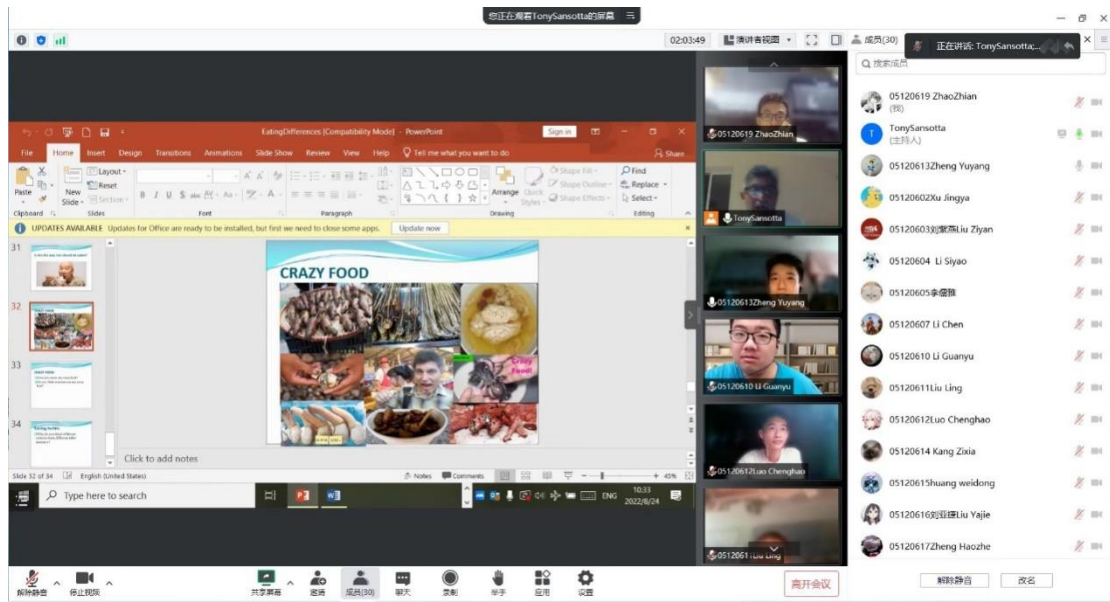 您正在观看TonySansotta的屏幕
02:03:49
演讲者视图
成员(30)
正在讲话: TonySansotta;...
搜索成员
EatingDifferences [Compatibility Mode] - PowerPoint
Sign in
File Home Insert Design Transitions Animations Slide Show Review View Help Tell me what you want to do
Share
Paste
New
Slide
Layout
Reset
Section
Arrange
Quick
Styles
Shape Fill
Shape Outline
Shape Effects
Find
Replace
Select
Clipboard
Slides
Font
Paragraph
Drawing
Editing
UPDATES AVAILABLE Updates for Office are ready to be installed, but first we need to close some apps.
Update now
31
32
33
34
CRAZY FOOD
Crazy
Food!
Click to add notes
Slide 32 of 34
English (United States)
Notes
Comments
45%
Type here to search
ENG
10:33
2022/8/24
05120619 ZhaoZhian
TonySansotta
05120613Zheng Yuyang
05120610 Li Guanyu
05120612Luo Chenghao
05120611Liu Ling
05120619 ZhaoZhian
(我)
TonySansotta
(主持人)
05120613Zheng Yuyang
05120602Xu Jingya
05120603刘紫燕Liu Ziyan
05120604 Li Siyao
05120605李儒雅
05120607 Li Chen
05120610 Li Guanyu
05120611Liu Ling
05120612Luo Chenghao
05120614 Kang Zixia
05120615huang weidong
05120616刘亚婕Liu Yajie
05120617Zheng Haozhe
解除静音
停止视频
共享屏幕
邀请
成员(30)
聊天
录制
举手
应用
设置
离开会议
解除静音
改名